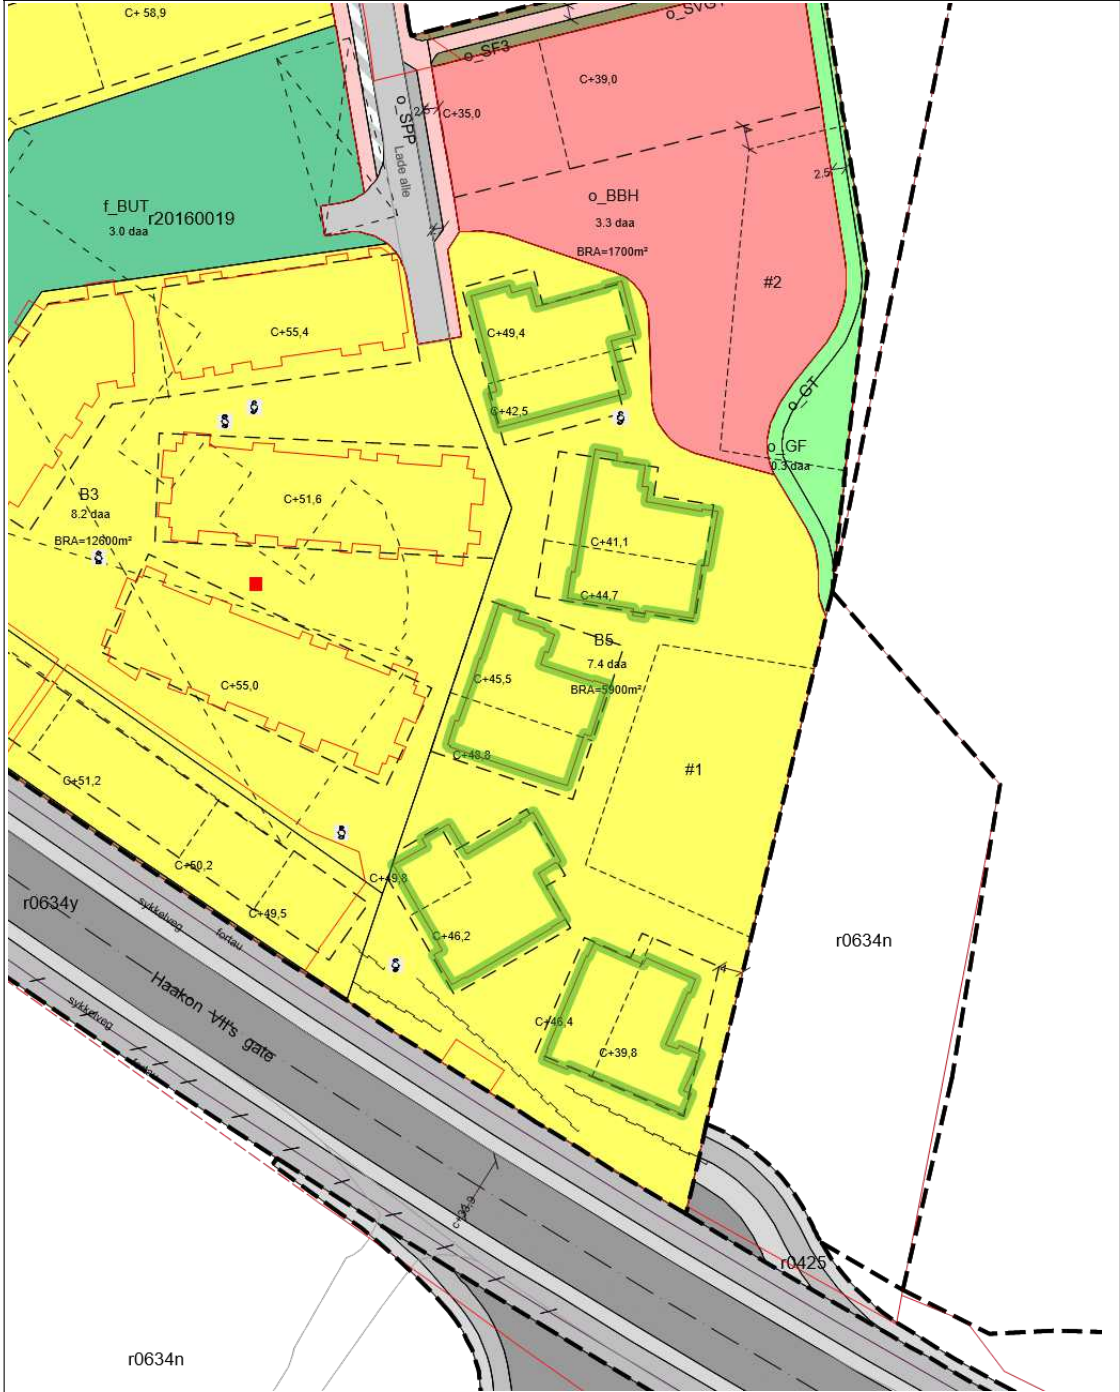 C+ 58,9
o_SVG1
o_SF3
C+39,0
2,5
C+35,0
o_SPP
Lade alle
2.5
f_BUT
r20160019
3.0 daa
o_BBH
3.3 daa
BRA=1700m²
#2
C+55,4
C+49,4
C+42,5
o_GT
o_GF
0.3 daa
B3
8.2 daa
BRA=12600m²
C+51,6
C+41,1
C+44,7
B5
7.4 daa
BRA=5900m²
C+45,5
C+55,0
C+48,8
#1
C+51,2
C+50,2
C+49,8
C+49,5
C+46,2
r0634y
sykkelveg
fortau
r0634n
Haakon VII's gate
sykkelveg
fortau
C+46,4
C+39,8
c+33,9
r0425
r0634n